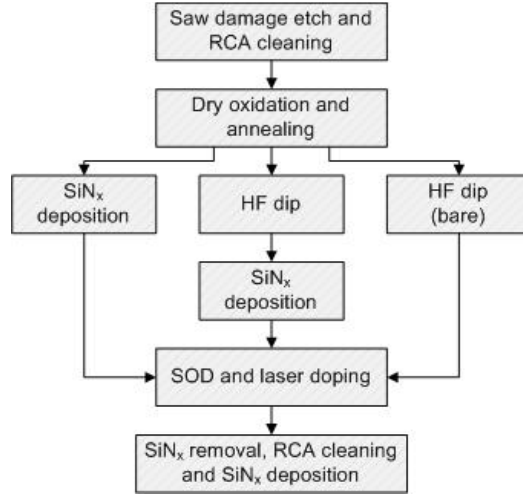 Saw damage etch and
RCA cleaning
Dry oxidation and
annealing
SiNₓ
deposition
HF dip
HF dip
(bare)
SiNₓ
deposition
SOD and laser doping
SiNₓ removal, RCA cleaning
and SiNₓ deposition